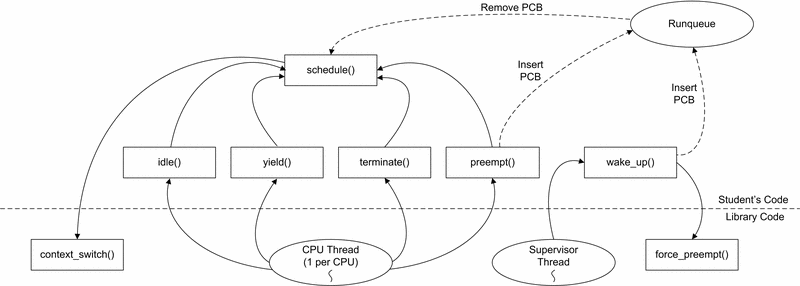 Remove PCB
Runqueue
schedule()
Insert
PCB
Insert
PCB
idle()
yield()
terminate()
preempt()
wake_up()
Student's Code
Library Code
context_switch()
CPU Thread
(1 per CPU)
Supervisor
Thread
force_preempt()